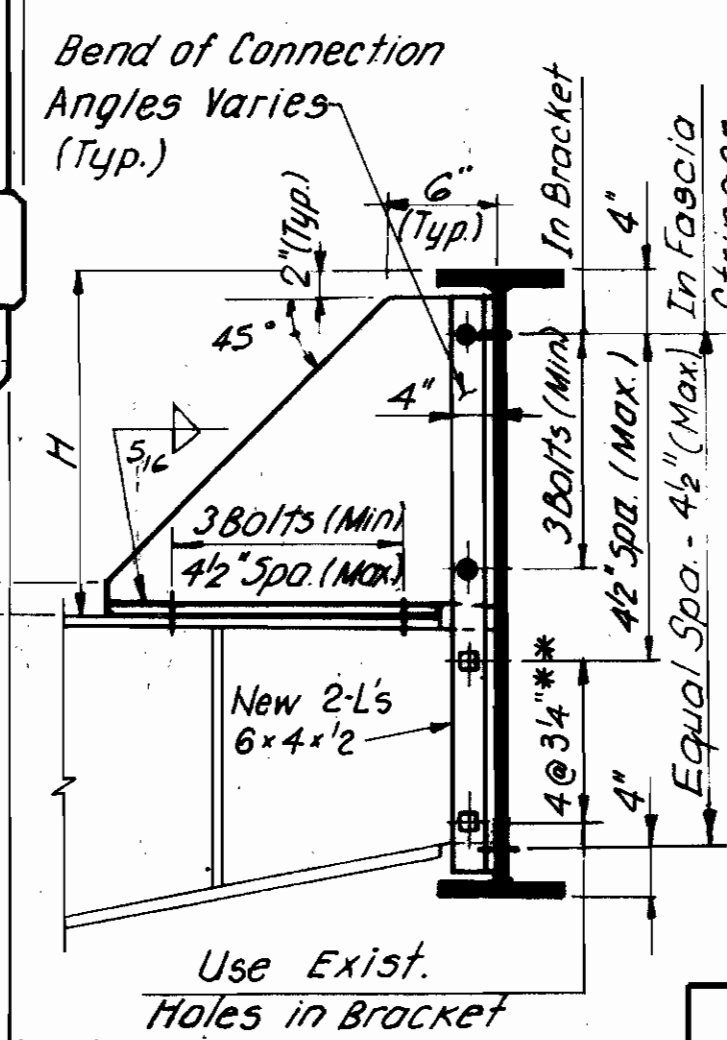 Bend of Connection
Angles Varies
(Typ.)
6"
(Typ.)
2"(Typ.)
In Bracket
4"
In Fascia
45°
H
4"
5/16
3 Bolts (Min)
4½" Spa. (Max)
3 Bolts (Min)
4½" Spa. (Max.)
Equal Spa. - 4½" (Max.)
New 2-L's
6 x 4 x ½
4 @ 3¼" **
4"
Use Exist.
Holes in Bracket